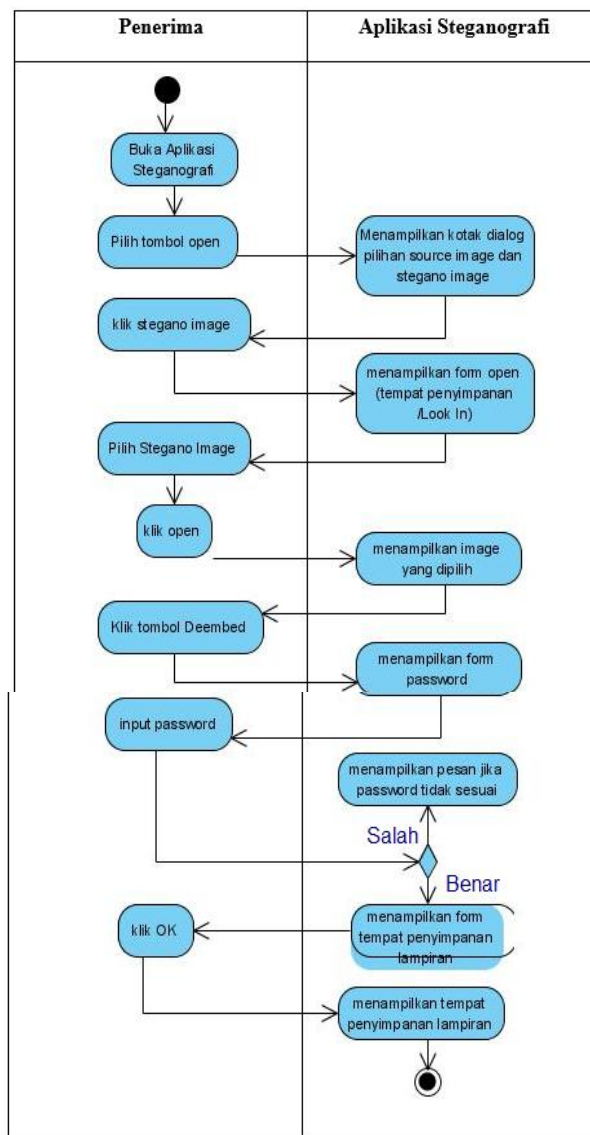 Penerima
Aplikasi Steganografi
Buka Aplikasi
Steganografi
Pilih tombol open
Menampilkan kotak dialog
pilihan source image dan
stegano image
klik stegano image
menampilkan form open
(tempat penyimpanan
/Look In)
Pilih Stegano Image
klik open
menampilkan image
yang dipilih
Klik tombol Deembed
menampilkan form
password
input password
menampilkan pesan jika
password tidak sesuai
Salah
Benar
menampilkan form
tempat penyimpanan
lampiran
klik OK
menampilkan tempat
penyimpanan lampiran